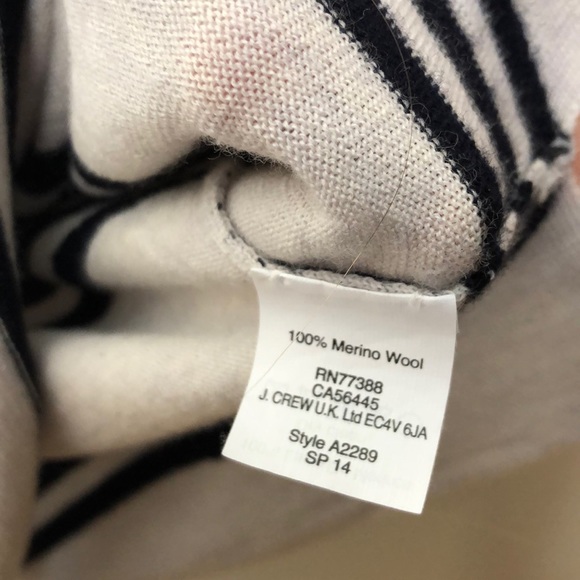 100% Merino Wool
RN77388
CA56445
J. CREW U.K. Ltd EC4V 6JA
Style A2289
SP 14